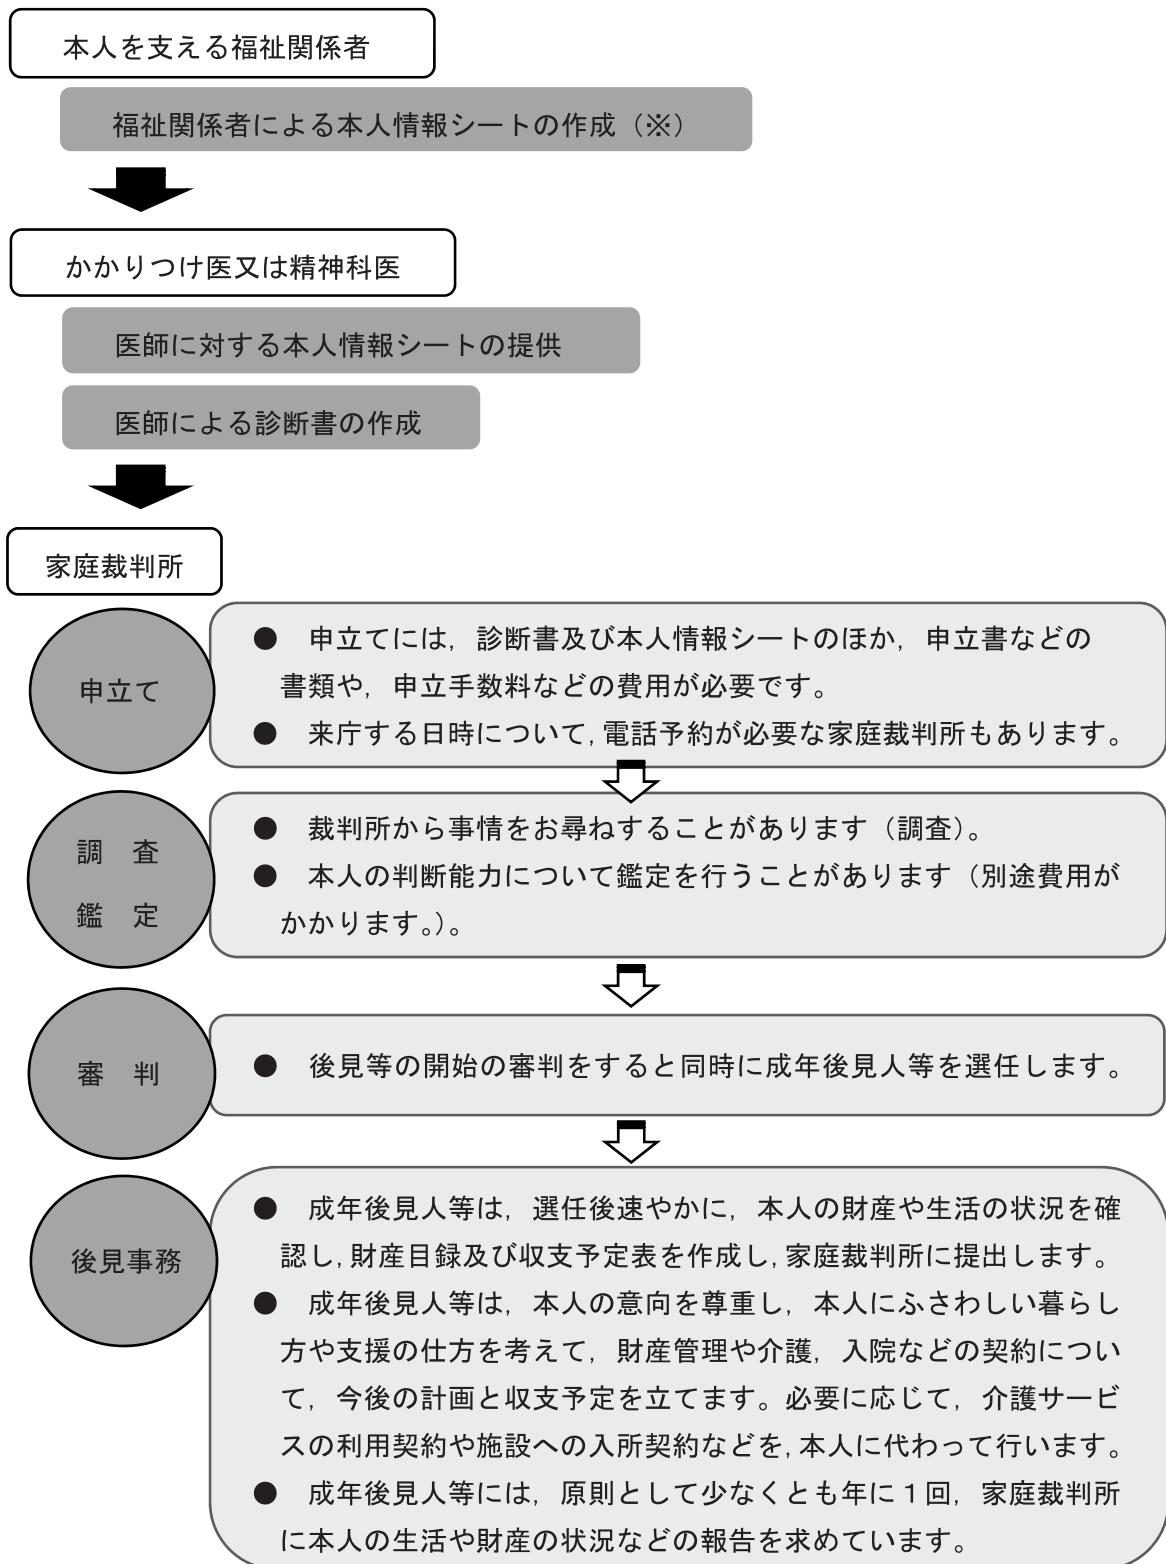 本人を支える福祉関係者
福祉関係者による本人情報シートの作成（※）
かかりつけ医又は精神科医
医師に対する本人情報シートの提供
医師による診断書の作成
家庭裁判所
申立て
●　申立てには，診断書及び本人情報シートのほか，申立書などの
書類や，申立手数料などの費用が必要です。
●　来庁する日時について，電話予約が必要な家庭裁判所もあります。
調　査
鑑　定
●　裁判所から事情をお尋ねすることがあります（調査）。
●　本人の判断能力について鑑定を行うことがあります（別途費用が
かかります。）。
審　判
●　後見等の開始の審判をすると同時に成年後見人等を選任します。
後見事務
●　成年後見人等は，選任後速やかに，本人の財産や生活の状況を確
認し，財産目録及び収支予定表を作成し，家庭裁判所に提出します。
●　成年後見人等は，本人の意向を尊重し，本人にふさわしい暮らし
方や支援の仕方を考えて，財産管理や介護，入院などの契約につい
て，今後の計画と収支予定を立てます。必要に応じて，介護サービ
スの利用契約や施設への入所契約などを，本人に代わって行います。
●　成年後見人等には，原則として少なくとも年に１回，家庭裁判所
に本人の生活や財産の状況などの報告を求めています。